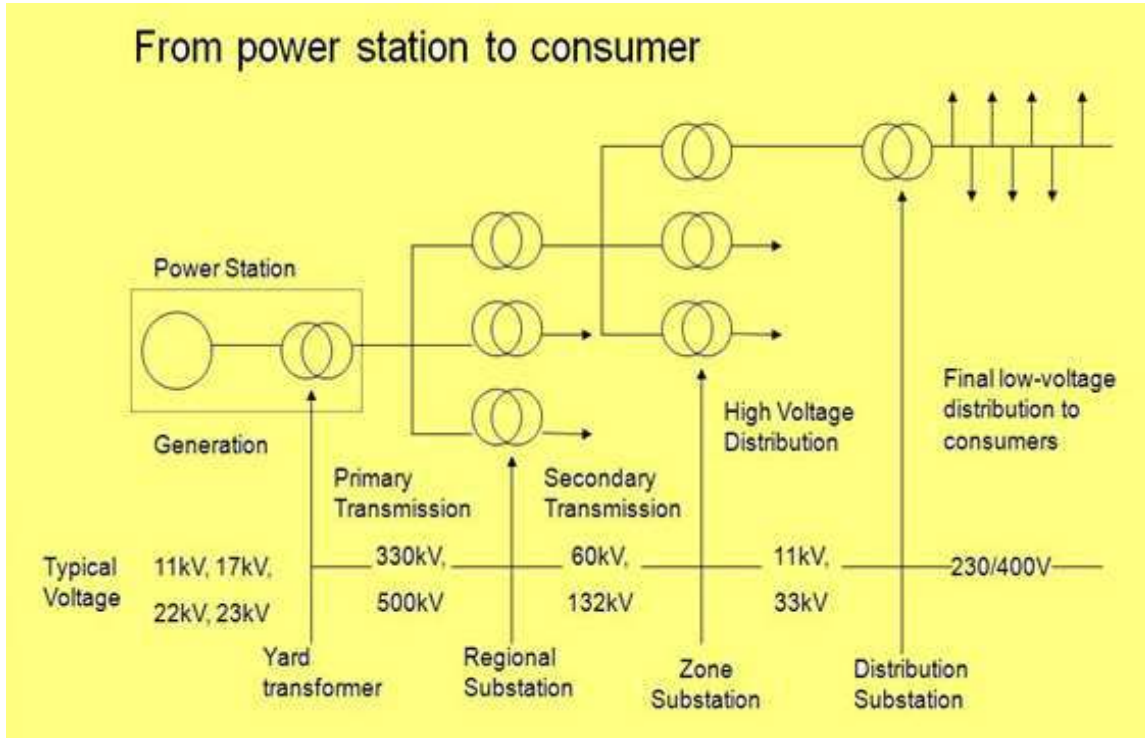 From power station to consumer
Power Station
Generation
Primary
Transmission
Secondary
Transmission
High Voltage
Distribution
Final low-voltage
distribution to
consumers
Typical
Voltage
11kV, 17kV,
22kV, 23kV
330kV,
500kV
60kV,
132kV
11kV,
33kV
230/400V
Yard
transformer
Regional
Substation
Zone
Substation
Distribution
Substation